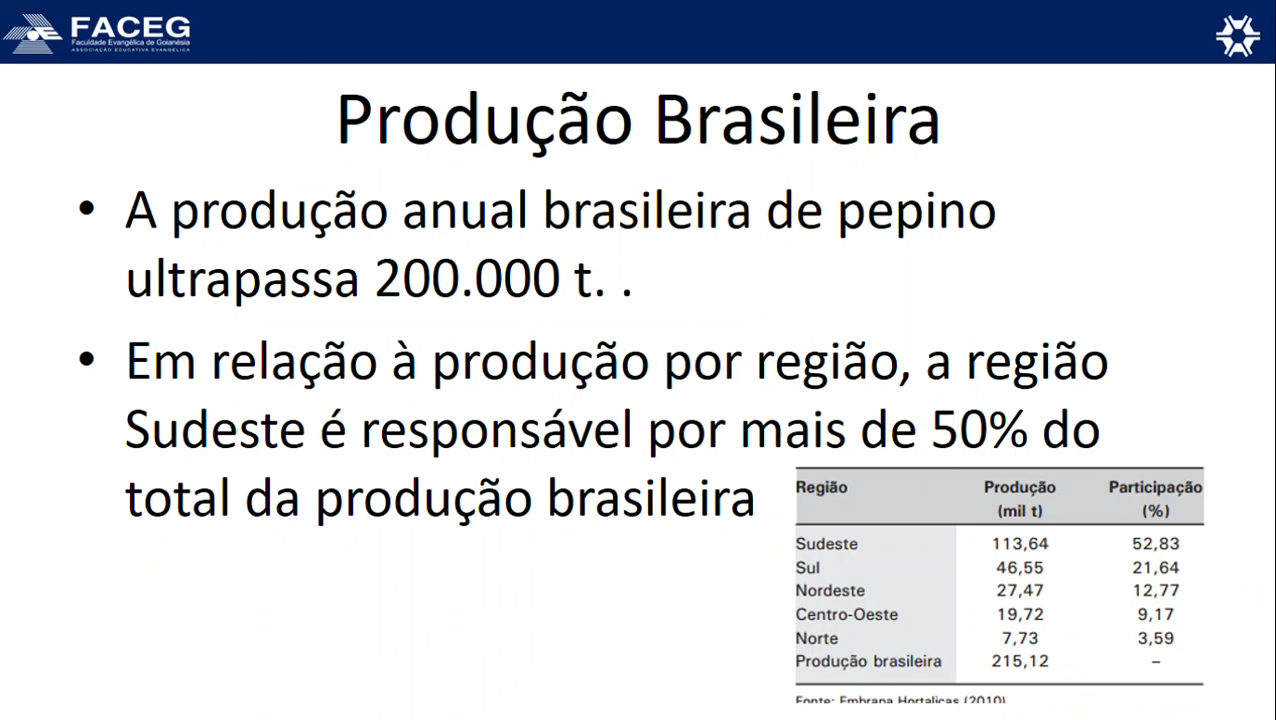 FACEG
Faculdade Evangélica de Goianésia
ASSOCIAÇÃO EDUCATIVA EVANGÉLICA
Produção Brasileira
• A produção anual brasileira de pepino
ultrapassa 200.000 t. .
• Em relação à produção por região, a região
Sudeste é responsável por mais de 50% do
total da produção brasileira
Região Produção Participação
(mil t) (%)
Sudeste 113,64 52,83
Sul 46,55 21,64
Nordeste 27,47 12,77
Centro-Oeste 19,72 9,17
Norte 7,73 3,59
Produção brasileira 215,12 –
Fonte: Embrapa Hortaliças (2010)